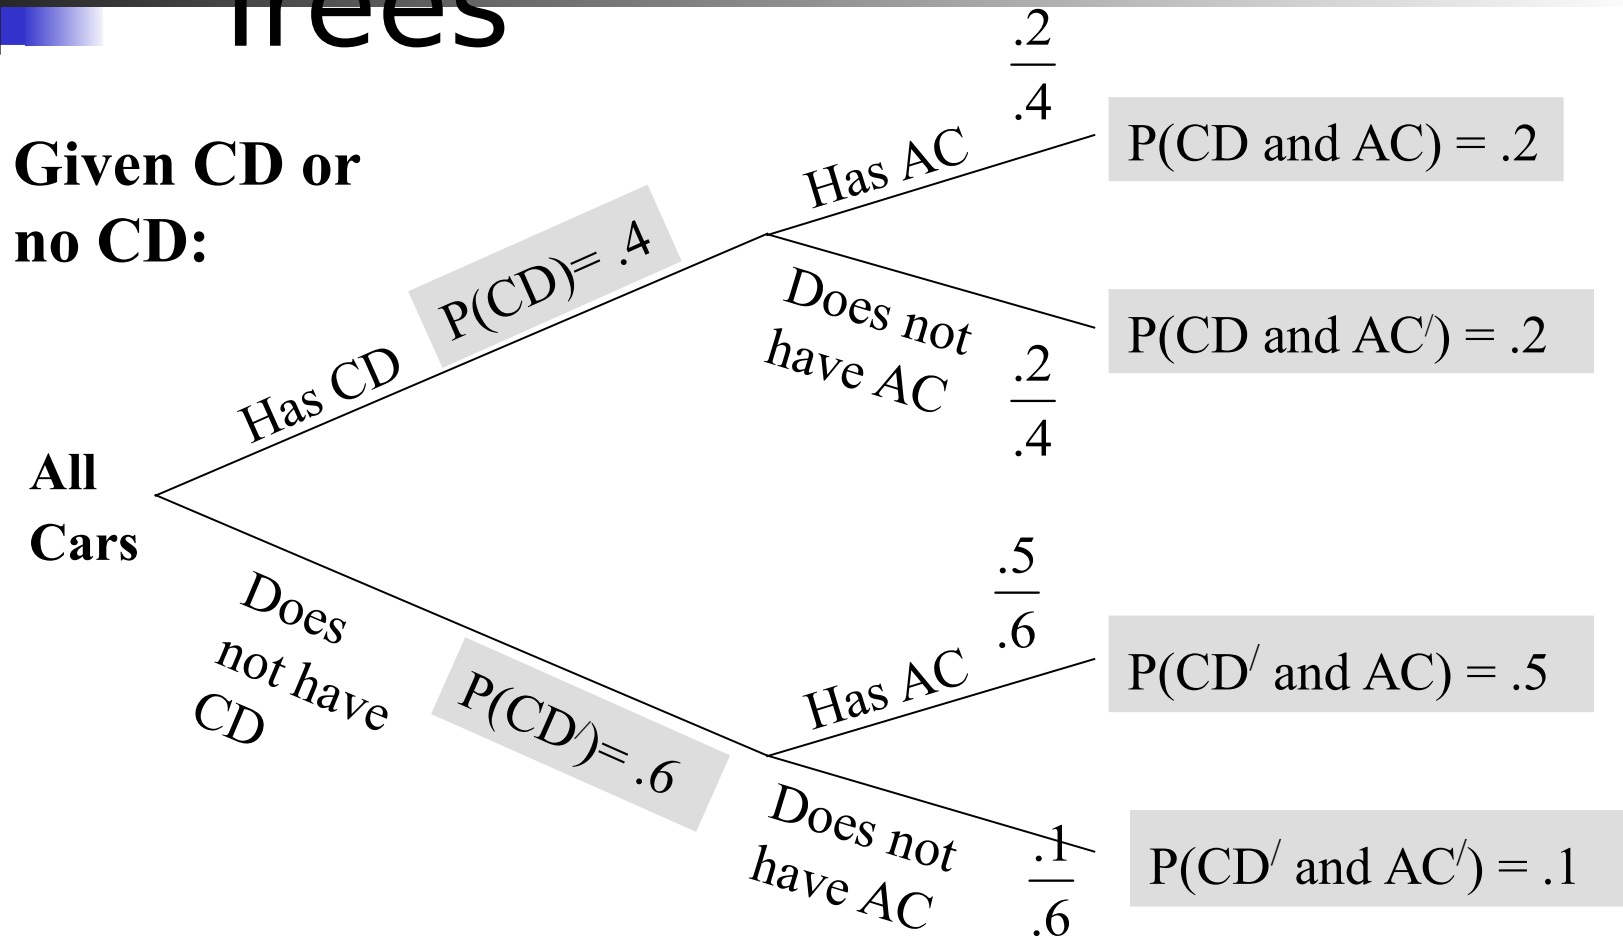 Trees
.2
.4
Given CD or
no CD:
Has AC
P(CD and AC) = .2
P(CD)= .4
Has CD
Does not
have AC
.2
.4
P(CD and AC/) = .2
All
Cars
Does
not have
CD
P(CD/)= .6
.5
.6
Has AC
P(CD/ and AC) = .5
Does not
have AC
.1
.6
P(CD/ and AC/) = .1